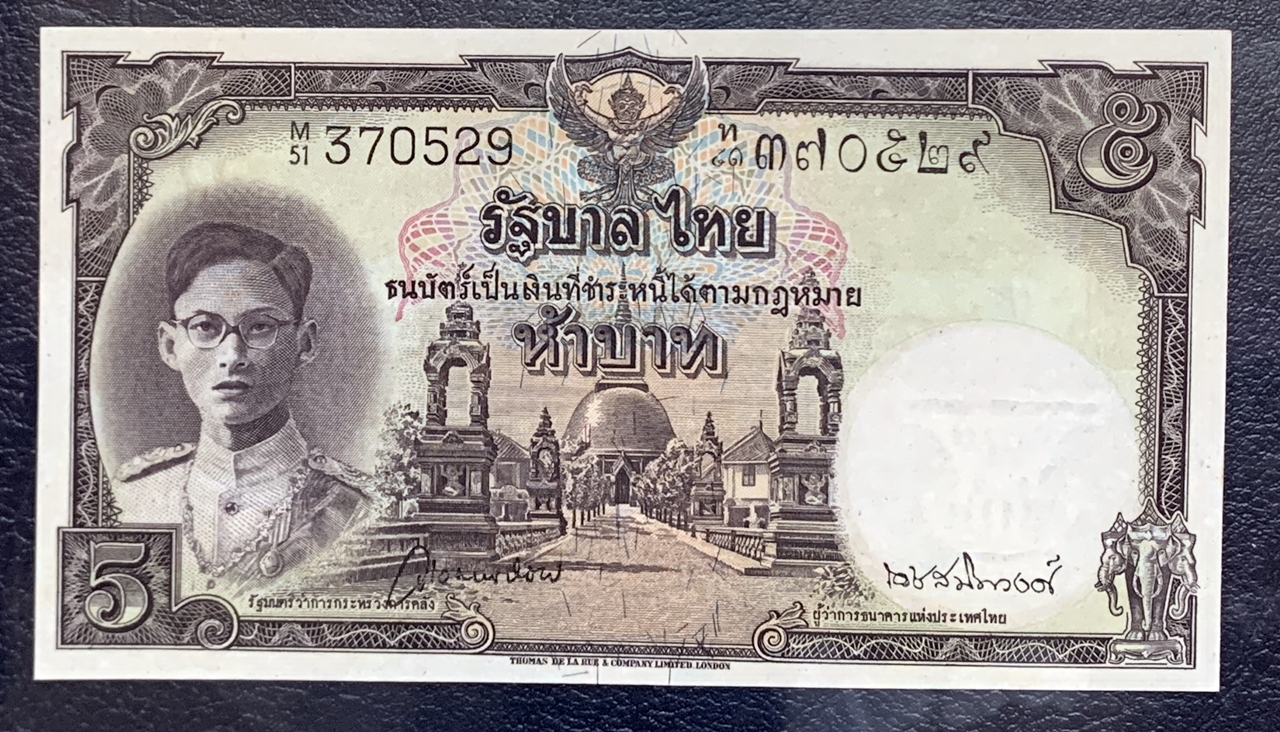 M/51 370529 ท/๕๑ ๓๗๐๕๒๙
๕
รัฐบาลไทย
ธนบัตร์เป็นเงินที่ชำระหนี้ได้ตามกฎหมาย
ห้าบาท
5
รัฐมนตรีว่าการกระทรวงการคลัง
ผู้ว่าการธนาคารแห่งประเทศไทย
THOMAS DE LA RUE & COMPANY LIMITED. LONDON